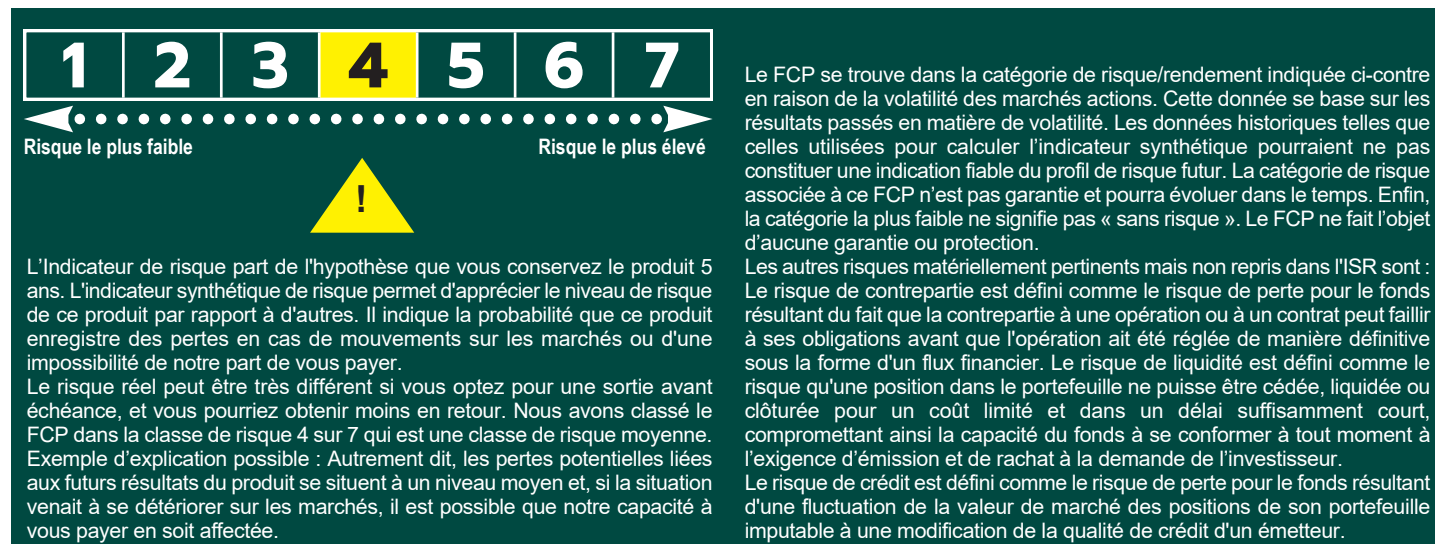 1 2 3 4 5 6 7
Risque le plus faible Risque le plus élevé
!
L’Indicateur de risque part de l'hypothèse que vous conservez le produit 5
ans. L'indicateur synthétique de risque permet d'apprécier le niveau de risque
de ce produit par rapport à d'autres. Il indique la probabilité que ce produit
enregistre des pertes en cas de mouvements sur les marchés ou d'une
impossibilité de notre part de vous payer.
Le risque réel peut être très différent si vous optez pour une sortie avant
échéance, et vous pourriez obtenir moins en retour. Nous avons classé le
FCP dans la classe de risque 4 sur 7 qui est une classe de risque moyenne.
Exemple d’explication possible : Autrement dit, les pertes potentielles liées
aux futurs résultats du produit se situent à un niveau moyen et, si la situation
venait à se détériorer sur les marchés, il est possible que notre capacité à
vous payer en soit affectée.
Le FCP se trouve dans la catégorie de risque/rendement indiquée ci-contre
en raison de la volatilité des marchés actions. Cette donnée se base sur les
résultats passés en matière de volatilité. Les données historiques telles que
celles utilisées pour calculer l’indicateur synthétique pourraient ne pas
constituer une indication fiable du profil de risque futur. La catégorie de risque
associée à ce FCP n’est pas garantie et pourra évoluer dans le temps. Enfin,
la catégorie la plus faible ne signifie pas « sans risque ». Le FCP ne fait l’objet
d’aucune garantie ou protection.
Les autres risques matériellement pertinents mais non repris dans l'ISR sont :
Le risque de contrepartie est défini comme le risque de perte pour le fonds
résultant du fait que la contrepartie à une opération ou à un contrat peut faillir
à ses obligations avant que l'opération ait été réglée de manière définitive
sous la forme d'un flux financier. Le risque de liquidité est défini comme le
risque qu'une position dans le portefeuille ne puisse être cédée, liquidée ou
clôturée pour un coût limité et dans un délai suffisamment court,
compromettant ainsi la capacité du fonds à se conformer à tout moment à
l’exigence d’émission et de rachat à la demande de l’investisseur.
Le risque de crédit est défini comme le risque de perte pour le fonds résultant
d'une fluctuation de la valeur de marché des positions de son portefeuille
imputable à une modification de la qualité de crédit d'un émetteur.